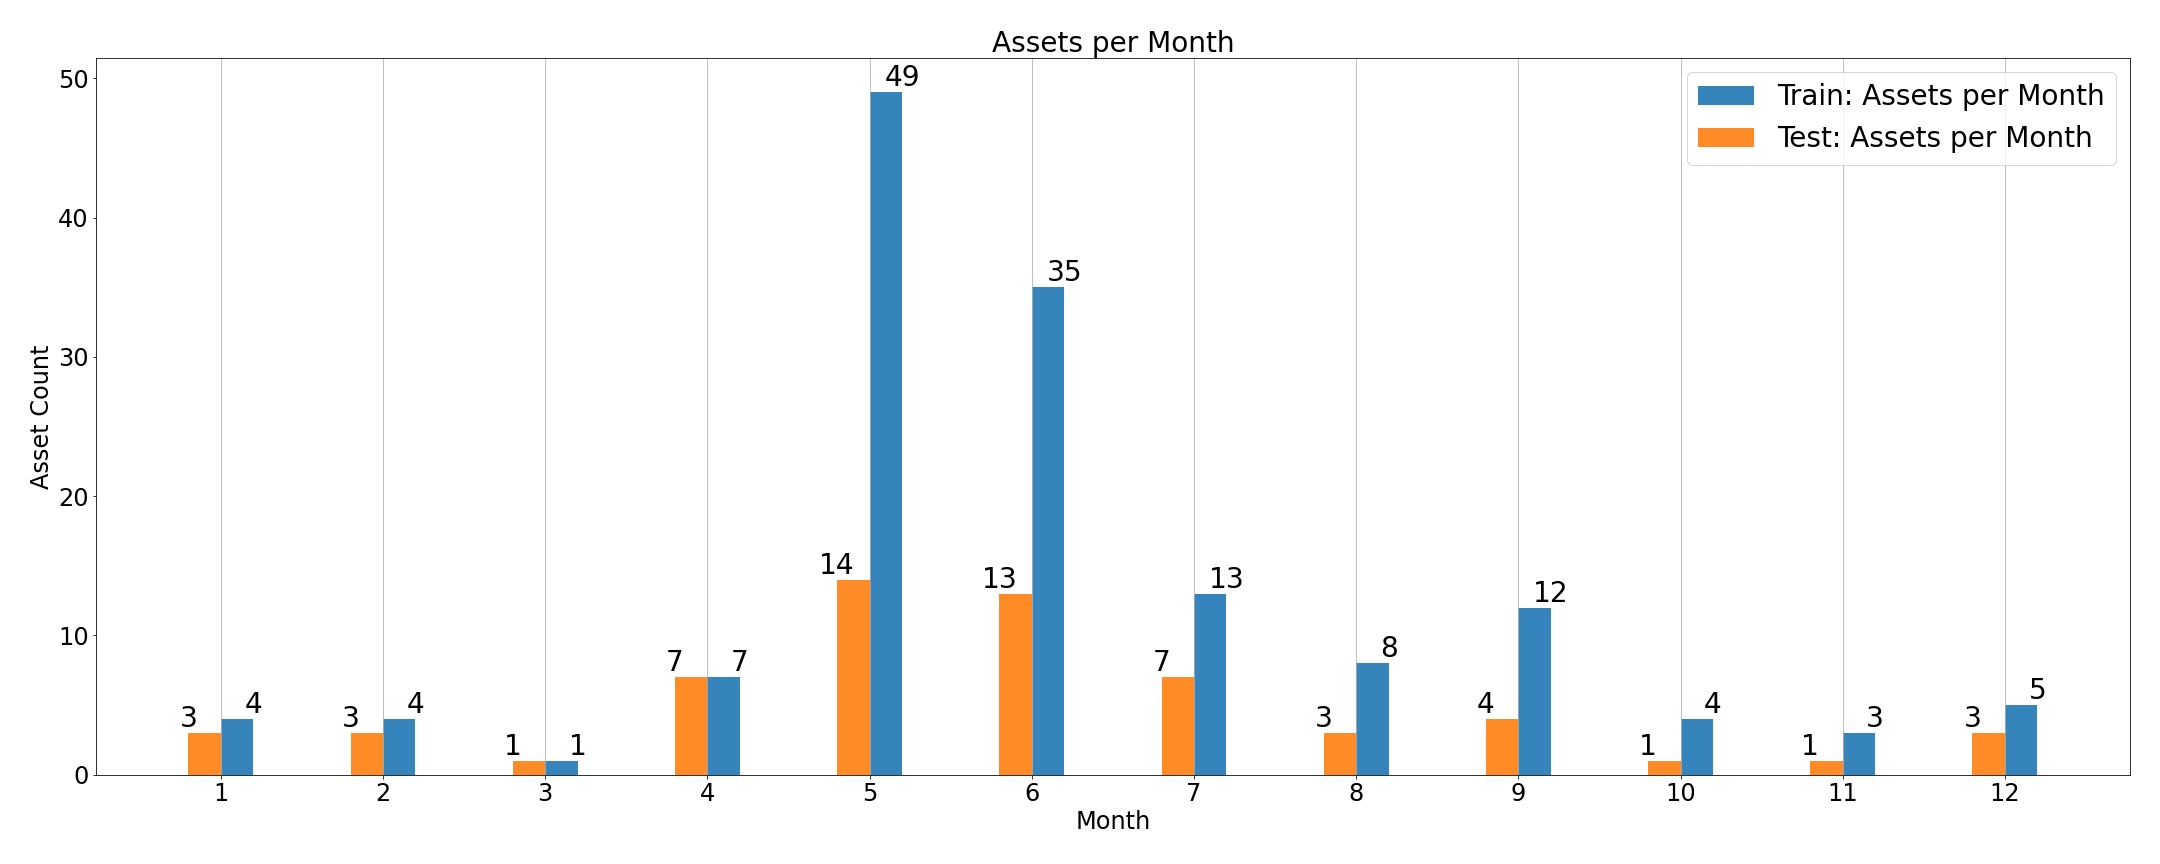 Assets per Month
Train: Assets per Month
Test: Assets per Month
Asset Count
50
40
30
20
10
0
3 4 3 4 1 1 7 7 14 49 13 35 7 13 3 8 4 12 1 4 1 3 3 5
1 2 3 4 5 6 7 8 9 10 11 12
Month